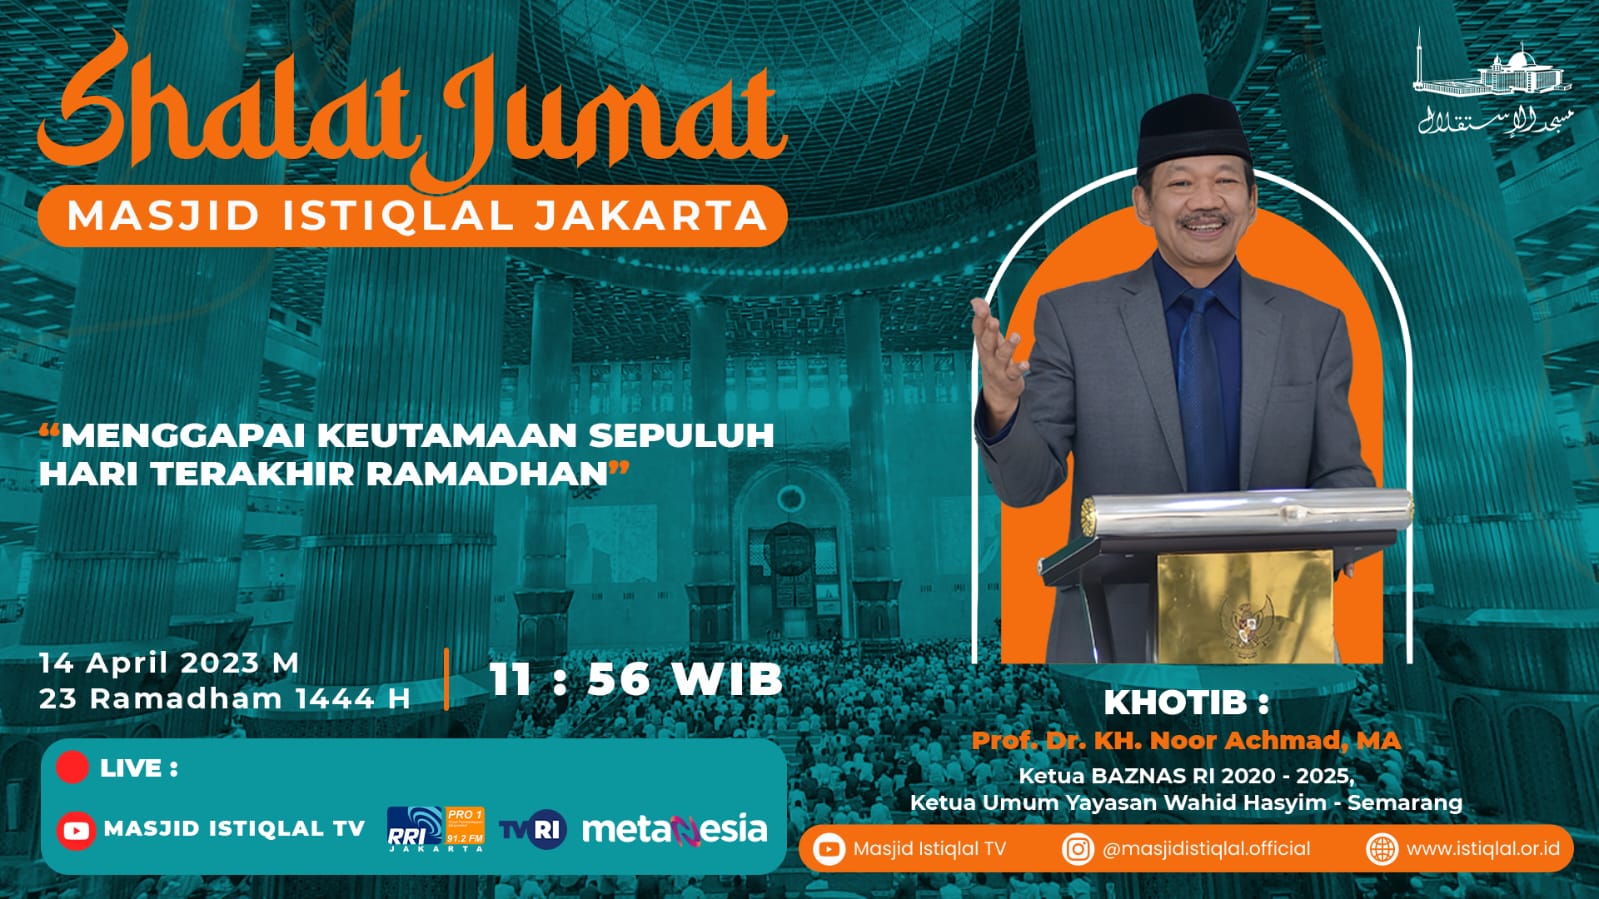 Shalat Jumat
MASJID ISTIQLAL JAKARTA
مسجد الإستقلال
“MENGGAPAI KEUTAMAAN SEPULUH
HARI TERAKHIR RAMADHAN”
14 April 2023 M
23 Ramadham 1444 H
11 : 56 WIB
LIVE :
MASJID ISTIQLAL TV
RRI
JAKARTA
PRO 1
91.2 FM
TVRI
metaNesia
KHOTIB :
Prof. Dr. KH. Noor Achmad, MA
Ketua BAZNAS RI 2020 - 2025,
Ketua Umum Yayasan Wahid Hasyim - Semarang
Masjid Istiqlal TV
@masjidistiqlal.official
www.istiqlal.or.id